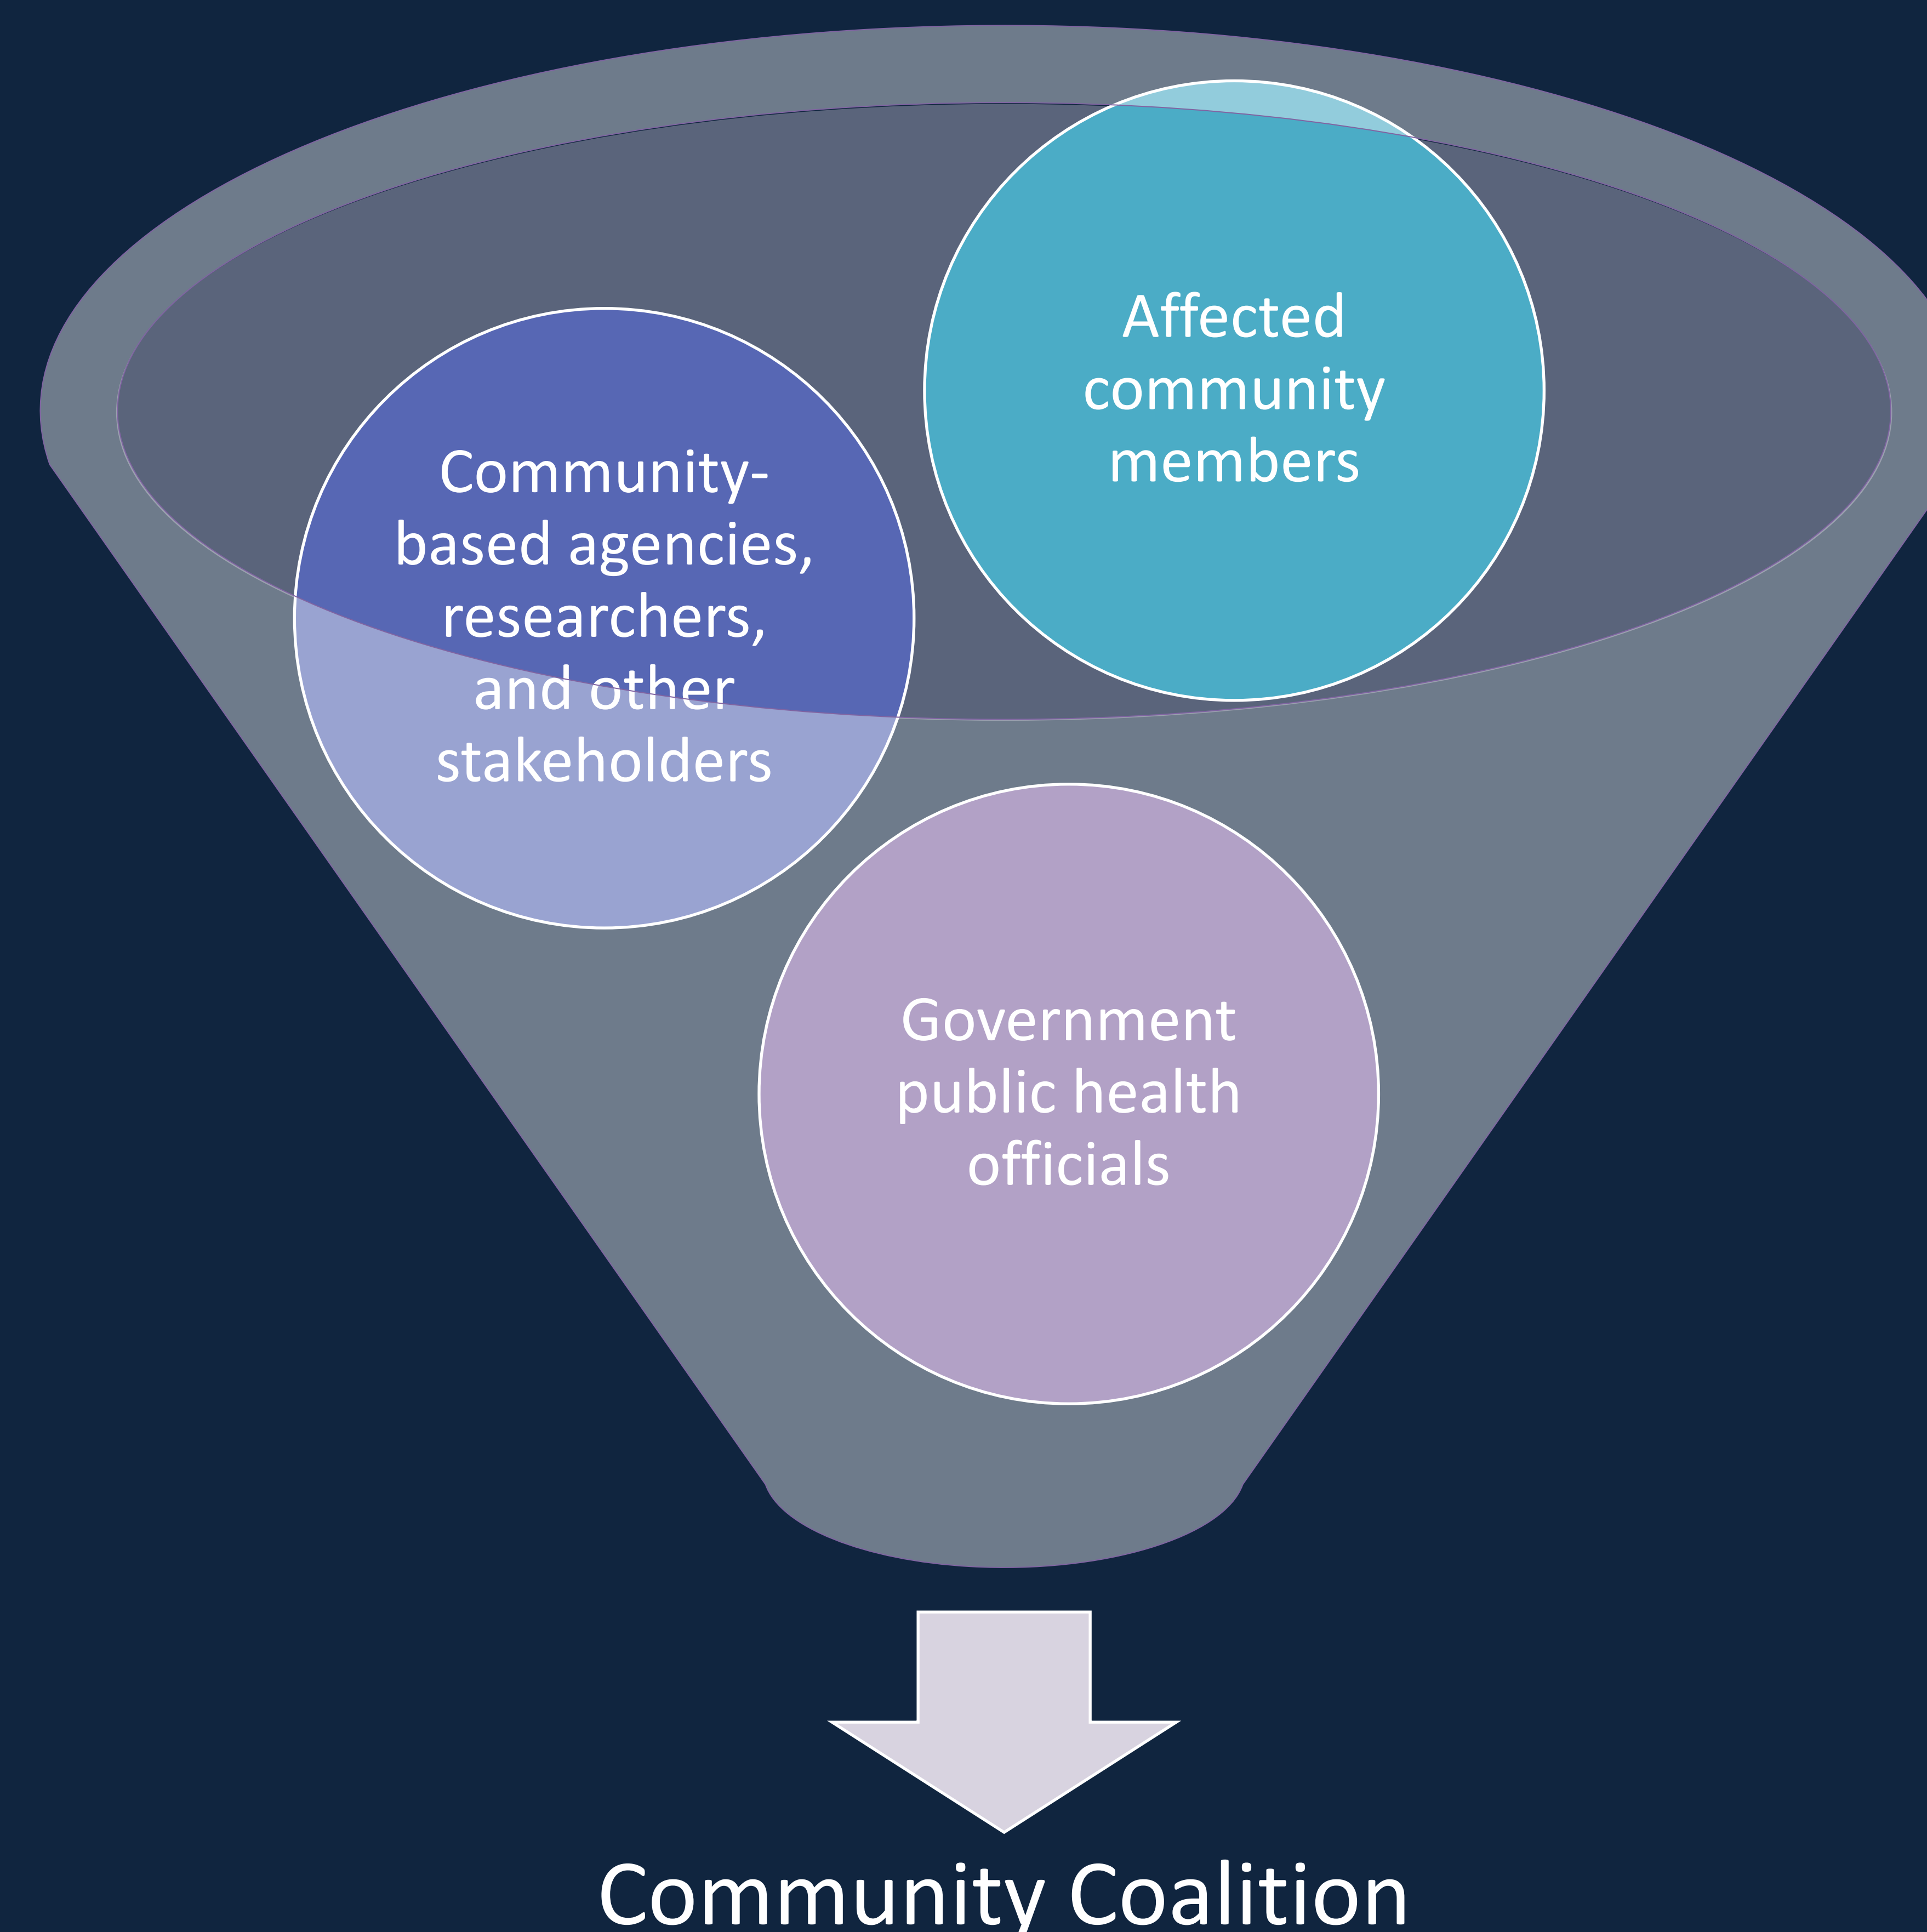 Affected
community
members
Community-
based agencies,
researchers,
and other
stakeholders
Government
public health
officials
Community Coalition